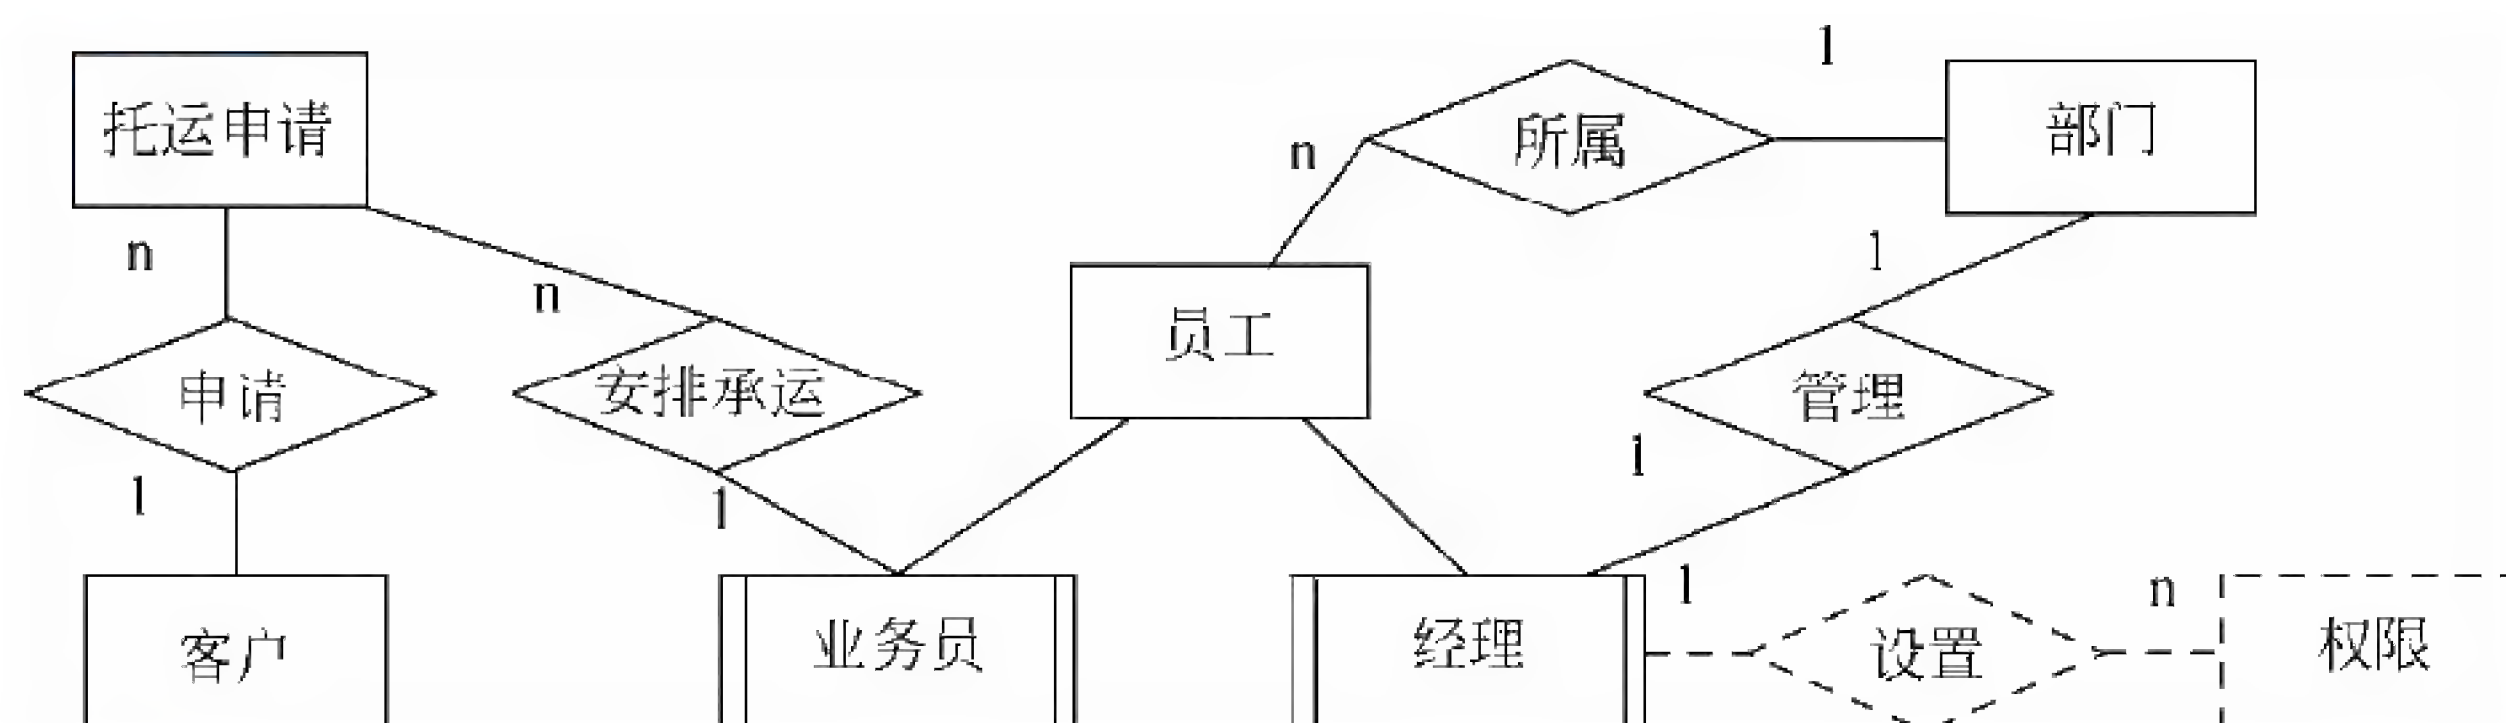 1
托运申请
部门
所属
n
n
1
n
员工
申请
安排承运
管理
1
1
1
1
n
客户
业务员
经理
设置
权限